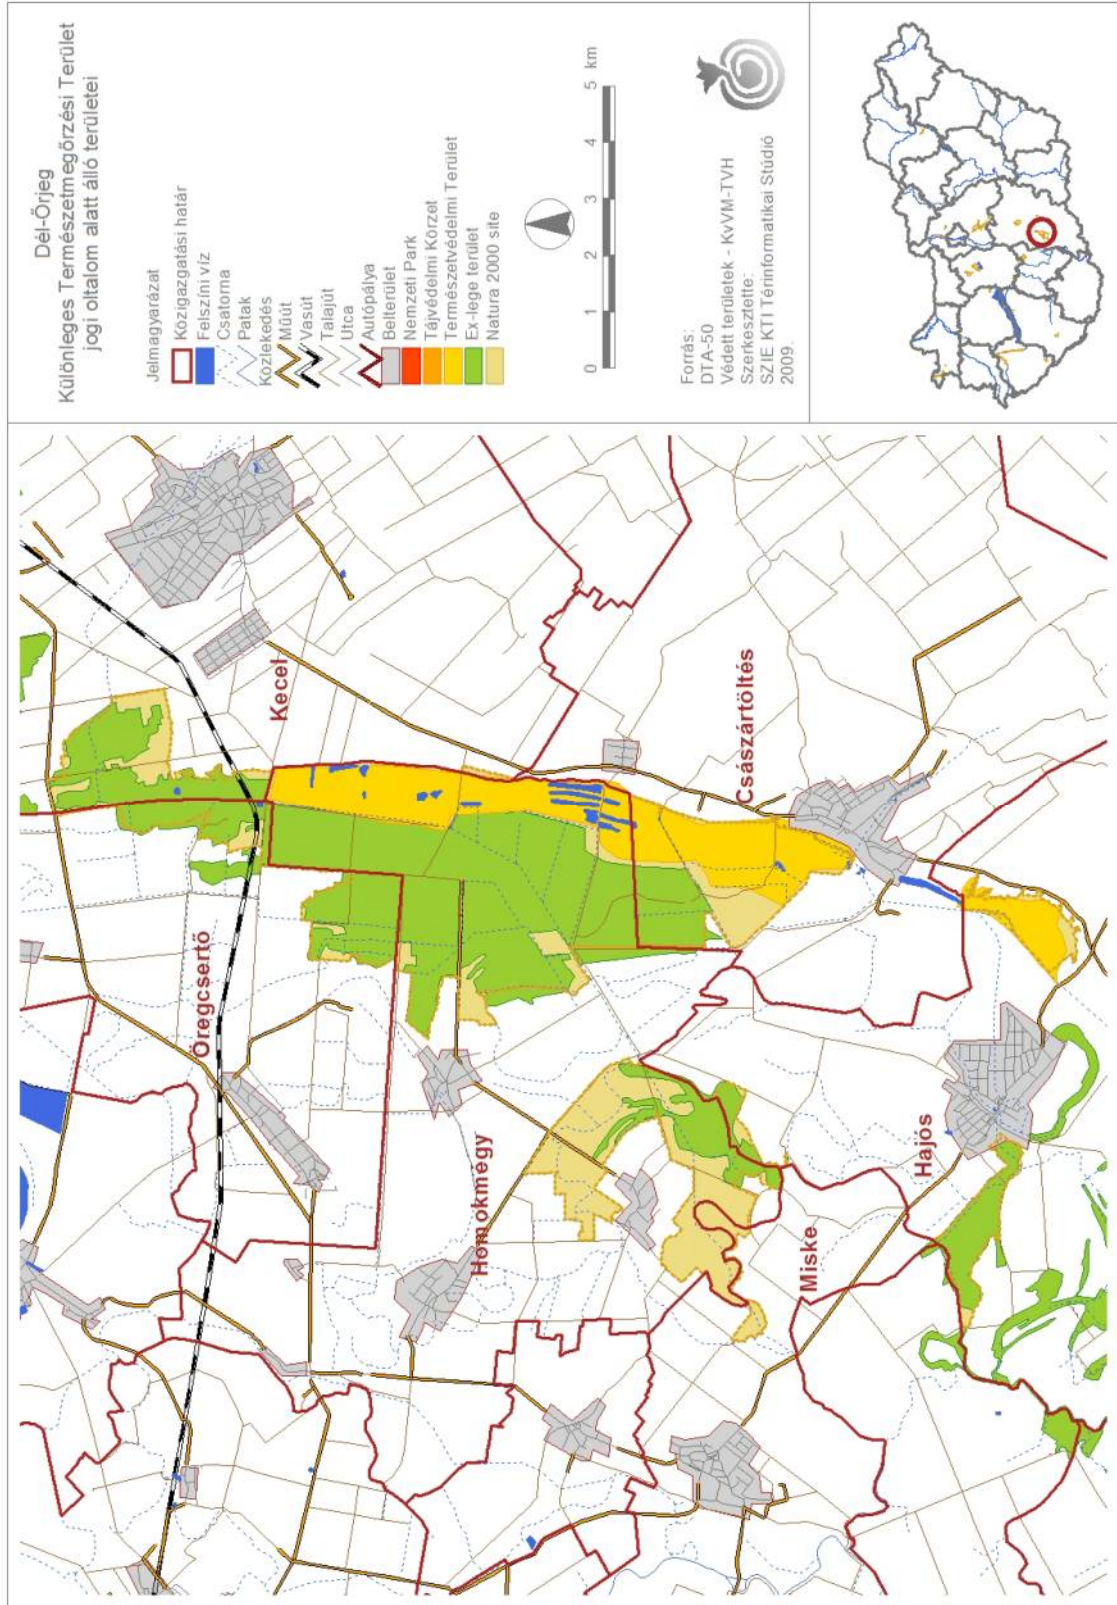 Dél-Őrjeg
Különleges Természetmegőrzési Terület
jogi oltalom alatt álló területei
Jelmagyarázat
Közigazgatási határ
Felszíni víz
Csatorna
Patak
Közlekedés
Műút
Vasút
Talajút
Utca
Autópálya
Belterület
Nemzeti Park
Tájvédelmi Körzet
Természetvédelmi Terület
Ex-lege terület
Natura 2000 site
0 1 2 3 4 5 km
Forrás:
DTA-50
Védett területek - KvVM-TVH
Szerkesztette:
SZIE KTI Térinformatikai Stúdió
2009.
Kecel
Öregcsertő
Homokmégy
Császártöltés
Miske
Hajós